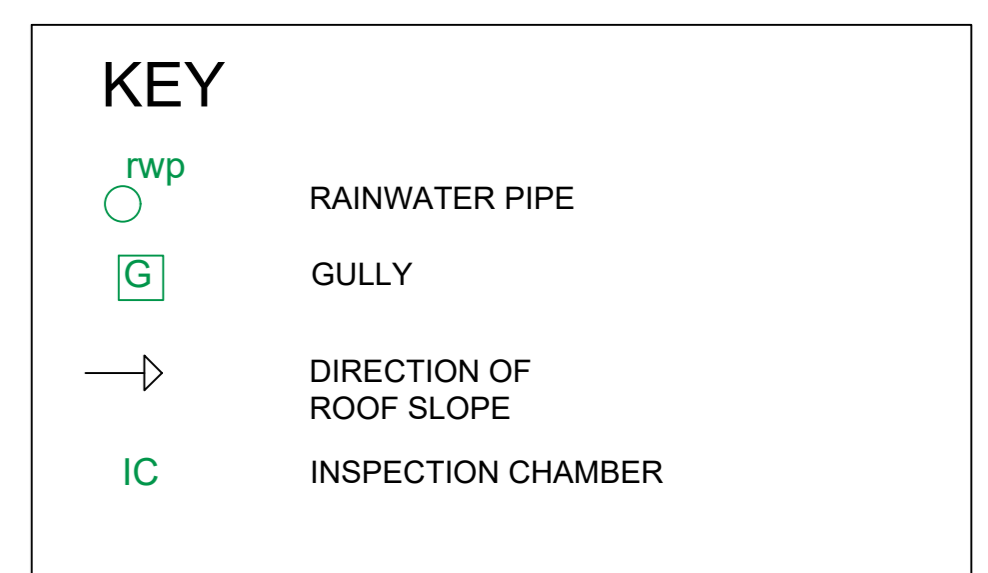 KEY
rwp
RAINWATER PIPE
G
GULLY
DIRECTION OF
ROOF SLOPE
IC
INSPECTION CHAMBER